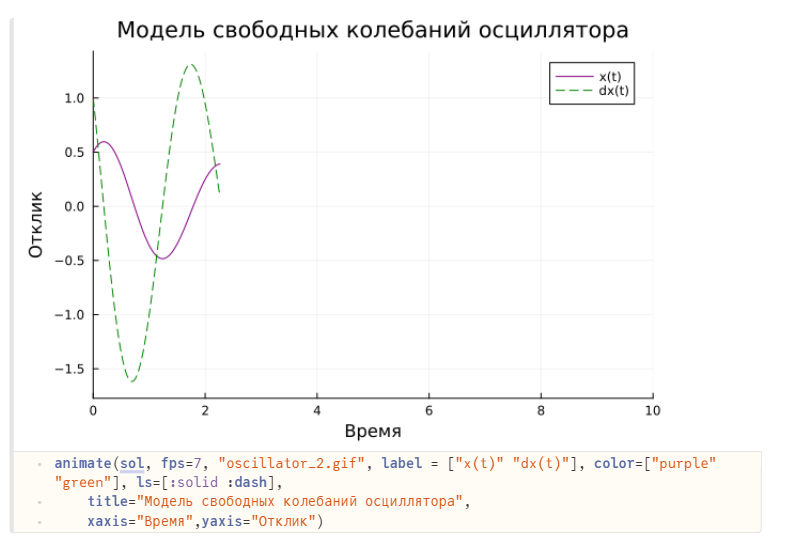 Модель свободных колебаний осциллятора
x(t)
dx(t)
1.0
0.5
0.0
−0.5
−1.0
−1.5
Отклик
0 2 4 6 8 10
Время
animate(sol, fps=7, "oscillator_2.gif", label = ["x(t)" "dx(t)"], color=["purple"
"green"], ls=[:solid :dash],
title="Модель свободных колебаний осциллятора",
xaxis="Время",yaxis="Отклик")